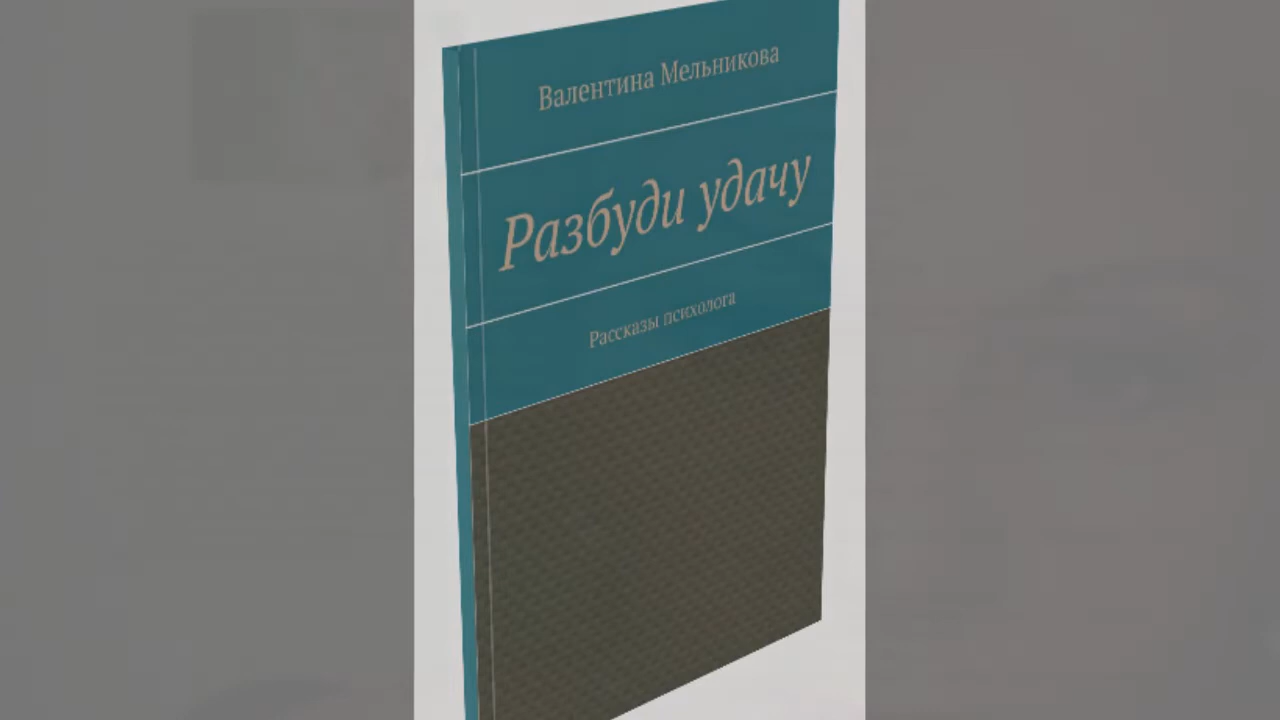 Валентина Мельникова
Разбуди удачу
Рассказы психолога